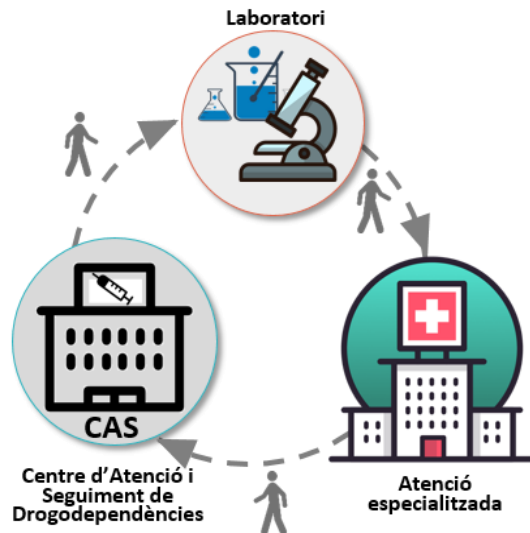 Laboratori
CAS
Centre d'Atenció i
Seguiment de
Drogodependències
Atenció
especialitzada